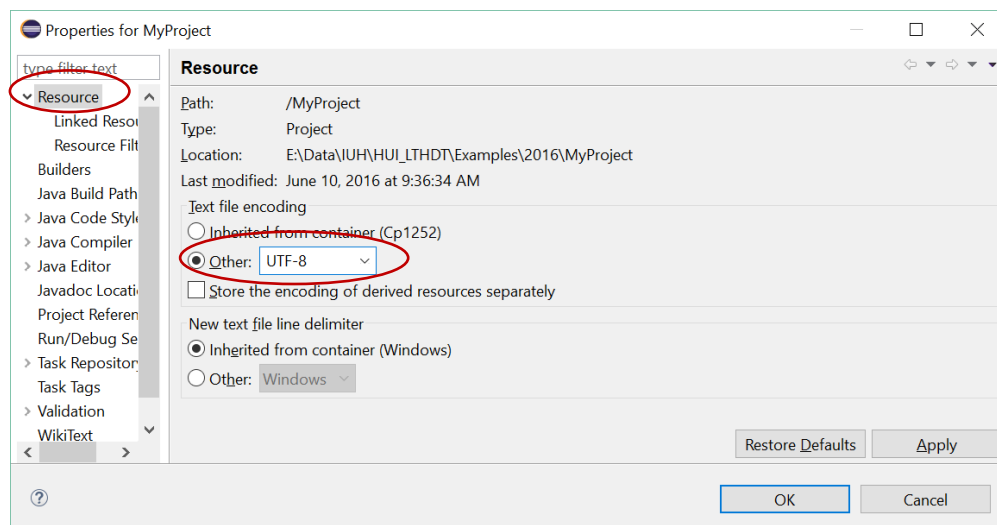 Properties for MyProject
type filter text
Resource
Linked Resou
Resource Filt
Builders
Java Build Path
Java Code Style
Java Compiler
Java Editor
Javadoc Locati
Project Referen
Run/Debug Se
Task Repository
Task Tags
Validation
WikiText
Resource
Path: /MyProject
Type: Project
Location: E:\Data\IUH\HUI_LTHDT\Examples\2016\MyProject
Last modified: June 10, 2016 at 9:36:34 AM
Text file encoding
Inherited from container (Cp1252)
Other: UTF-8
Store the encoding of derived resources separately
New text file line delimiter
Inherited from container (Windows)
Other: Windows
Restore Defaults Apply
? OK Cancel